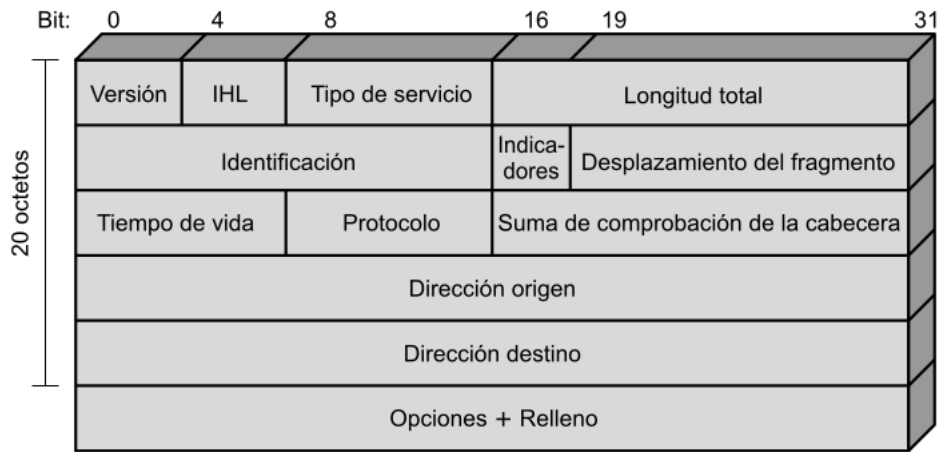 Bit: 0 4 8 16 19 31
Versión IHL Tipo de servicio Longitud total
Identificación Indica-
dores Desplazamiento del fragmento
Tiempo de vida Protocolo Suma de comprobación de la cabecera
20 octetos
Dirección origen
Dirección destino
Opciones + Relleno